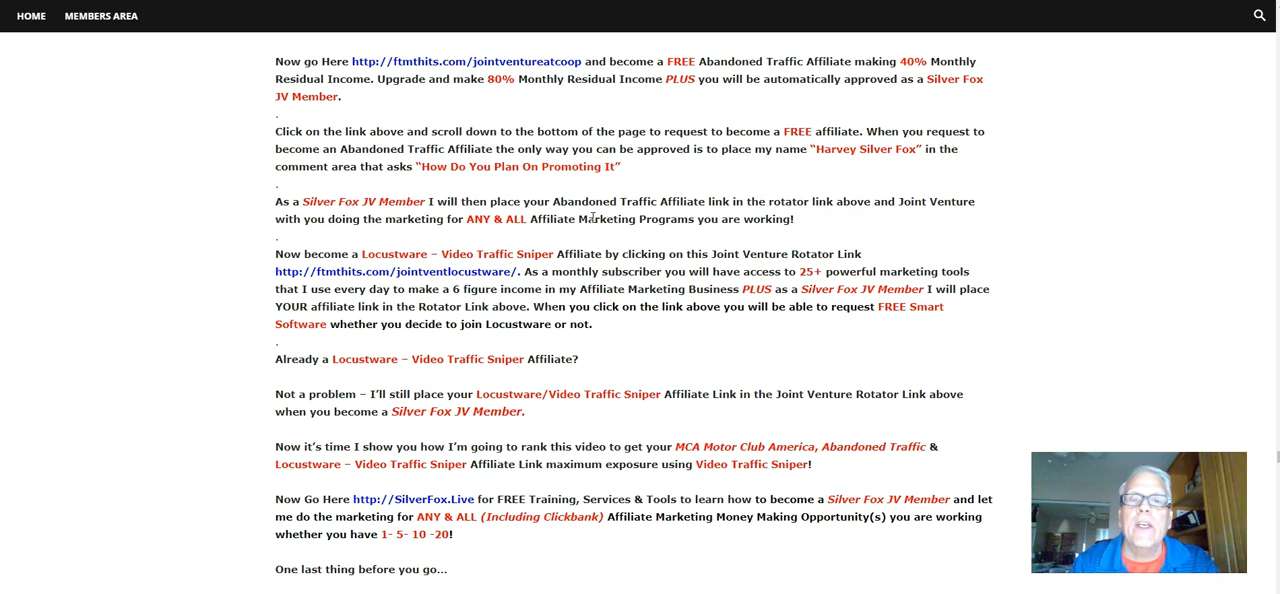 HOME MEMBERS AREA
Now go Here http://ftmthits.com/jointventureatcoop and become a FREE Abandoned Traffic Affiliate making 40% Monthly
Residual Income. Upgrade and make 80% Monthly Residual Income PLUS you will be automatically approved as a Silver Fox
JV Member.
.
Click on the link above and scroll down to the bottom of the page to request to become a FREE affiliate. When you request to
become an Abandoned Traffic Affiliate the only way you can be approved is to place my name “Harvey Silver Fox” in the
comment area that asks “How Do You Plan On Promoting It”
.
As a Silver Fox JV Member I will then place your Abandoned Traffic Affiliate link in the rotator link above and Joint Venture
with you doing the marketing for ANY & ALL Affiliate Marketing Programs you are working!
.
Now become a Locustware – Video Traffic Sniper Affiliate by clicking on this Joint Venture Rotator Link
http://ftmthits.com/jointventlocustware/. As a monthly subscriber you will have access to 25+ powerful marketing tools
that I use every day to make a 6 figure income in my Affiliate Marketing Business PLUS as a Silver Fox JV Member I will place
YOUR affiliate link in the Rotator Link above. When you click on the link above you will be able to request FREE Smart
Software whether you decide to join Locustware or not.
.
Already a Locustware – Video Traffic Sniper Affiliate?
Not a problem – I’ll still place your Locustware/Video Traffic Sniper Affiliate Link in the Joint Venture Rotator Link above
when you become a Silver Fox JV Member.
Now it’s time I show you how I’m going to rank this video to get your MCA Motor Club America, Abandoned Traffic &
Locustware – Video Traffic Sniper Affiliate Link maximum exposure using Video Traffic Sniper!
Now Go Here http://SilverFox.Live for FREE Training, Services & Tools to learn how to become a Silver Fox JV Member and let
me do the marketing for ANY & ALL (Including Clickbank) Affiliate Marketing Money Making Opportunity(s) you are working
whether you have 1- 5- 10 -20!
One last thing before you go…